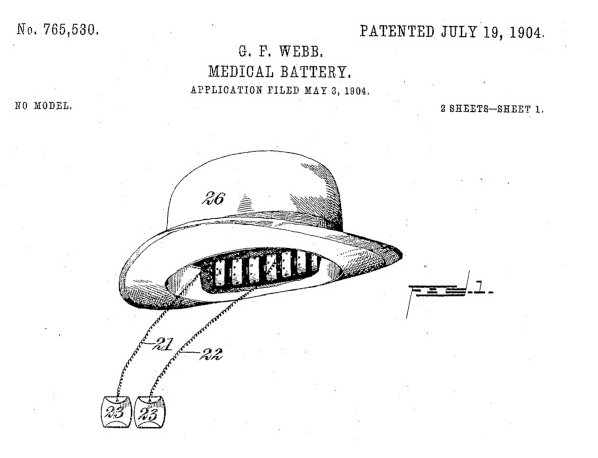 No. 765,530.
PATENTED JULY 19, 1904.
G. F. WEBB.
MEDICAL BATTERY.
APPLICATION FILED MAY 3, 1904.
NO MODEL.
2 SHEETS—SHEET 1.
26
1
21
22
23
23